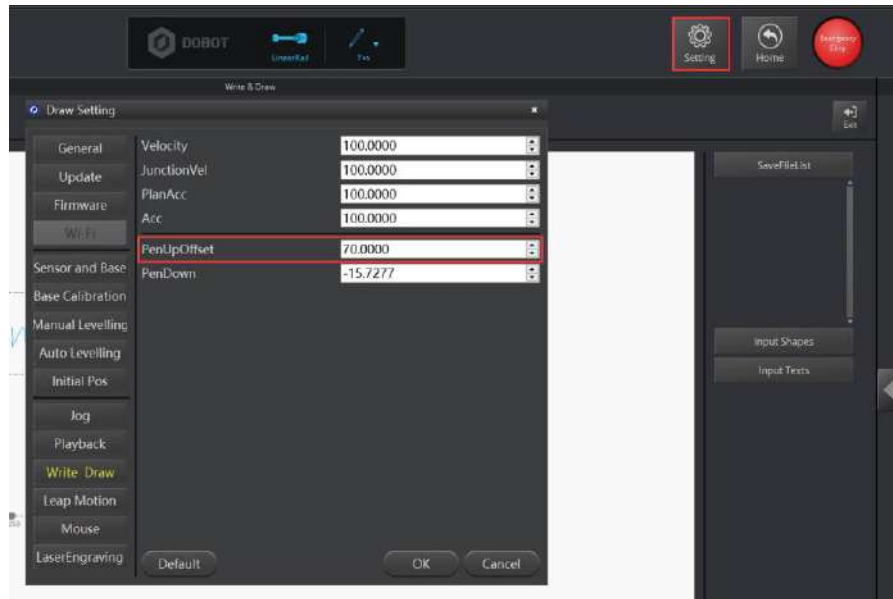 DOBOT
LinearRail
Pen
Setting
Home
Emergency
Stop
Write & Draw
Draw Setting
Exit
General
Velocity 100.0000
Update
JunctionVel 100.0000
PlanAcc 100.0000
Firmware
Acc 100.0000
Wi-Fi
PenUpOffset 70.0000
Sensor and Base
PenDown -15.7277
Base Calibration
Manual Levelling
Auto Levelling
Initial Pos
Jog
Playback
Write Draw
Leap Motion
Mouse
LaserEngraving
Default
OK
Cancel
SaveFileList
Input Shapes
Input Texts